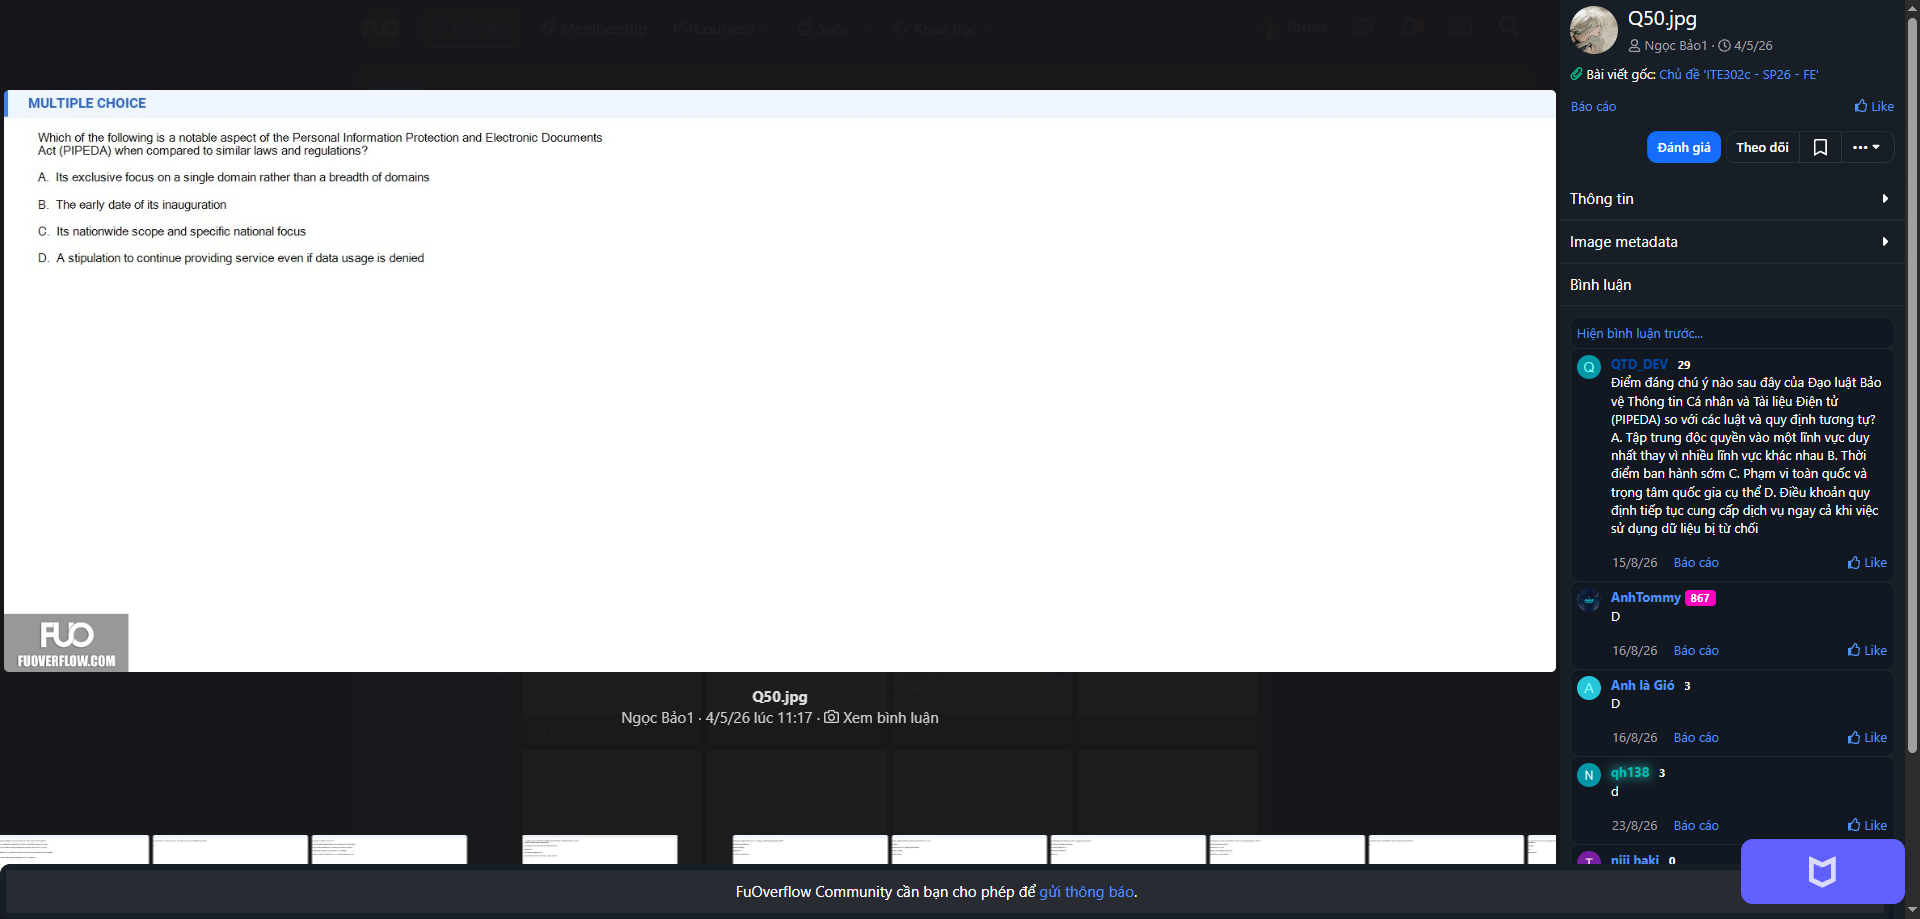 Membership
Coursera
Khoá học
Torest
MULTIPLE CHOICE
Which of the following is a notable aspect of the Personal Information Protection and Electronic Documents
Act (PIPEDA) when compared to similar laws and regulations?
A. Its exclusive focus on a single domain rather than a breadth of domains
B. The early date of its inauguration
C. Its nationwide scope and specific national focus
D. A stipulation to continue providing service even if data usage is denied
FUO
FUOVERFLOW.COM
Q50.jpg
Ngọc Bảo1 · 4/5/26 lúc 11:17 · Xem bình luận
FuOverflow Community cần bạn cho phép để gửi thông báo.
Q50.jpg
Ngọc Bảo1 · 4/5/26
Bài viết gốc: Chủ đề 'ITE302c - SP26 - FE'
Báo cáo
Like
Đánh giá
Theo dõi
Thông tin
Image metadata
Bình luận
Hiện bình luận trước...
Q
QTD_DEV 29
Điểm đáng chú ý nào sau đây của Đạo luật Bảo
vệ Thông tin Cá nhân và Tài liệu Điện tử
(PIPEDA) so với các luật và quy định tương tự?
A. Tập trung độc quyền vào một lĩnh vực duy
nhất thay vì nhiều lĩnh vực khác nhau B. Thời
điểm ban hành sớm C. Phạm vi toàn quốc và
trọng tâm quốc gia cụ thể D. Điều khoản quy
định tiếp tục cung cấp dịch vụ ngay cả khi việc
sử dụng dữ liệu bị từ chối
15/8/26 Báo cáo Like
AnhTommy 867
D
16/8/26 Báo cáo Like
A
Anh là Gió 3
D
16/8/26 Báo cáo Like
N
qh138 3
d
23/8/26 Báo cáo Like
T
niji haki 0